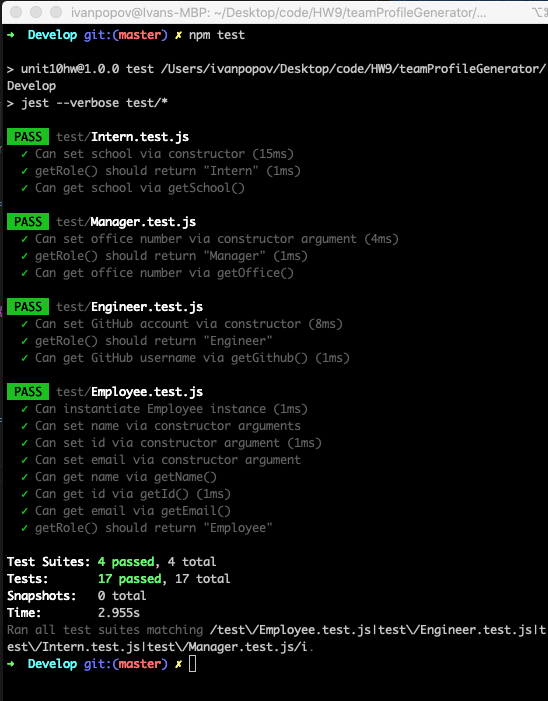 ivanpopov@Ivans-MBP: ~/Desktop/code/HW9/teamProfileGenerator/...
➜ Develop git:(master) ✗ npm test
> unit10hw@1.0.0 test /Users/ivanpopov/Desktop/code/HW9/teamProfileGenerator/
Develop
> jest --verbose test/*
PASS test/Intern.test.js
✓ Can set school via constructor (15ms)
✓ getRole() should return "Intern" (1ms)
✓ Can get school via getSchool()
PASS test/Manager.test.js
✓ Can set office number via constructor argument (4ms)
✓ getRole() should return "Manager" (1ms)
✓ Can get office number via getOffice()
PASS test/Engineer.test.js
✓ Can set GitHub account via constructor (8ms)
✓ getRole() should return "Engineer"
✓ Can get GitHub username via getGithub() (1ms)
PASS test/Employee.test.js
✓ Can instantiate Employee instance (1ms)
✓ Can set name via constructor arguments
✓ Can set id via constructor argument (1ms)
✓ Can set email via constructor argument
✓ Can get name via getName()
✓ Can get id via getId() (1ms)
✓ Can get email via getEmail()
✓ getRole() should return "Employee"
Test Suites: 4 passed, 4 total
Tests: 17 passed, 17 total
Snapshots: 0 total
Time: 2.955s
Ran all test suites matching /test\/Employee.test.js|test\/Engineer.test.js|t
est\/Intern.test.js|test\/Manager.test.js/i.
➜ Develop git:(master) ✗